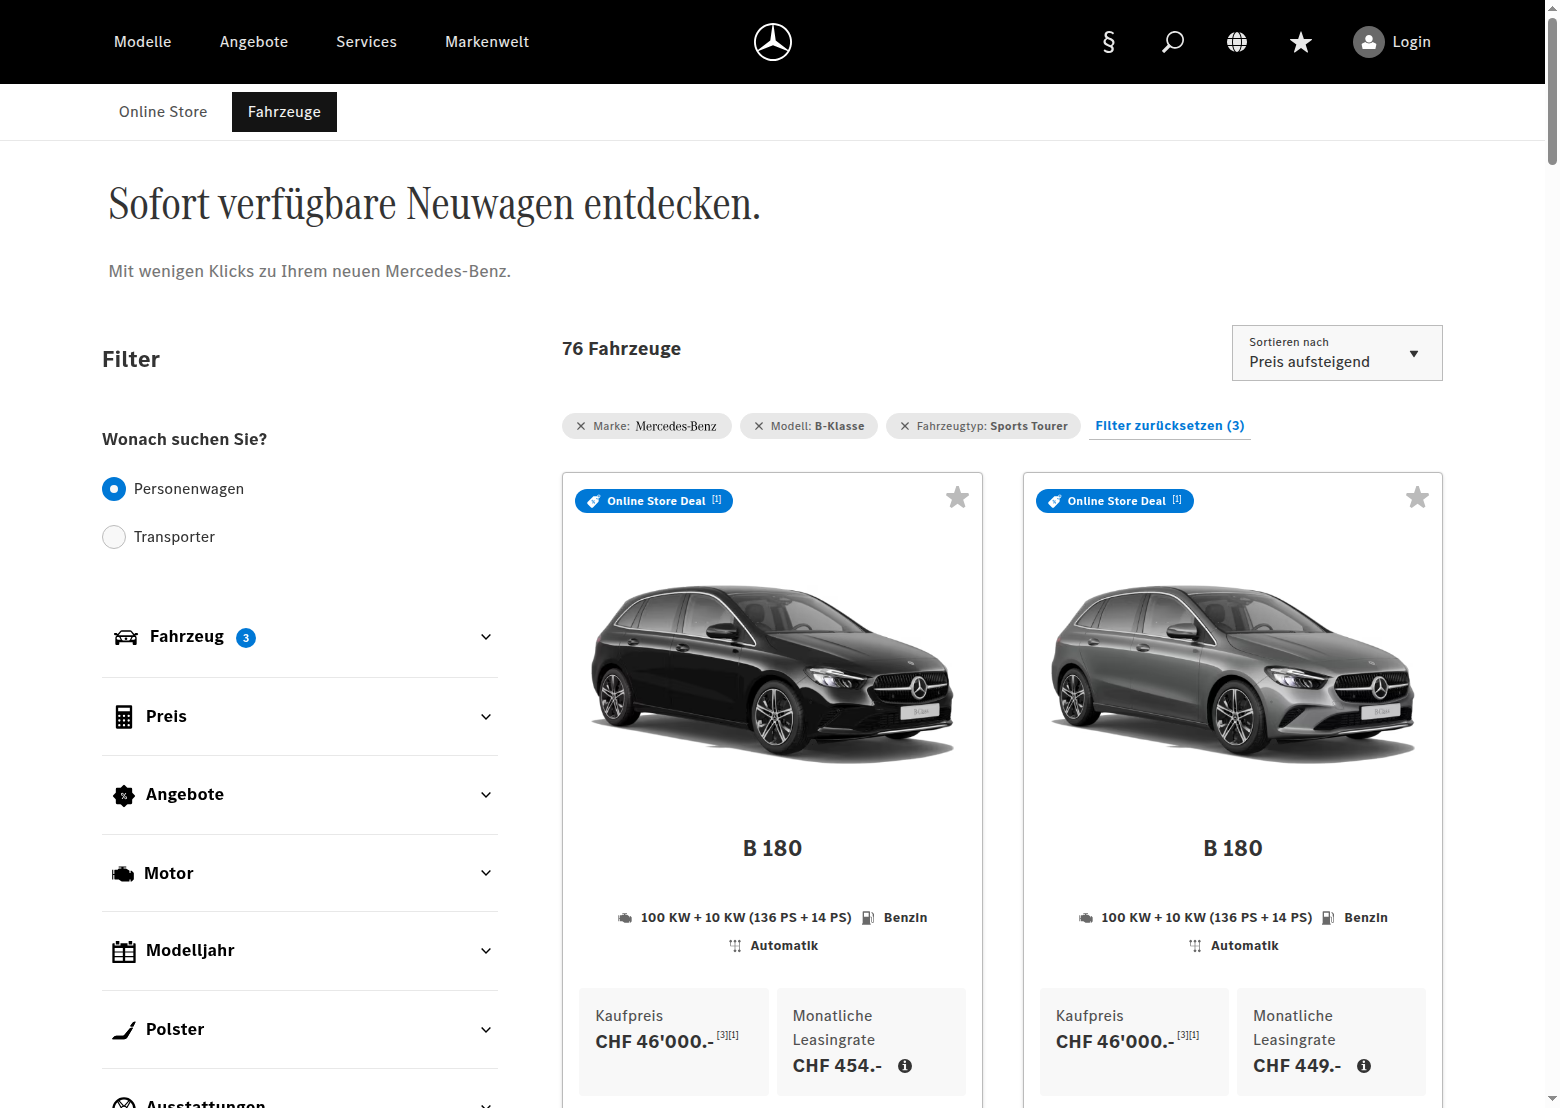 Modelle
Angebote
Services
Markenwelt
§
Login
Online Store
Fahrzeuge
Sofort verfügbare Neuwagen entdecken.
Mit wenigen Klicks zu Ihrem neuen Mercedes-Benz.
Filter
Wonach suchen Sie?
Personenwagen
Transporter
Fahrzeug 3
Preis
Angebote
Motor
Modelljahr
Polster
Ausstattungen
76 Fahrzeuge
Sortieren nach
Preis aufsteigend
Marke: Mercedes-Benz
Modell: B-Klasse
Fahrzeugtyp: Sports Tourer
Filter zurücksetzen (3)
Online Store Deal [1]
B 180
100 KW + 10 KW (136 PS + 14 PS) Benzin
Automatik
Kaufpreis
CHF 46'000.- [3][1]
Monatliche
Leasingrate
CHF 454.-
Online Store Deal [1]
B 180
100 KW + 10 KW (136 PS + 14 PS) Benzin
Automatik
Kaufpreis
CHF 46'000.- [3][1]
Monatliche
Leasingrate
CHF 449.-